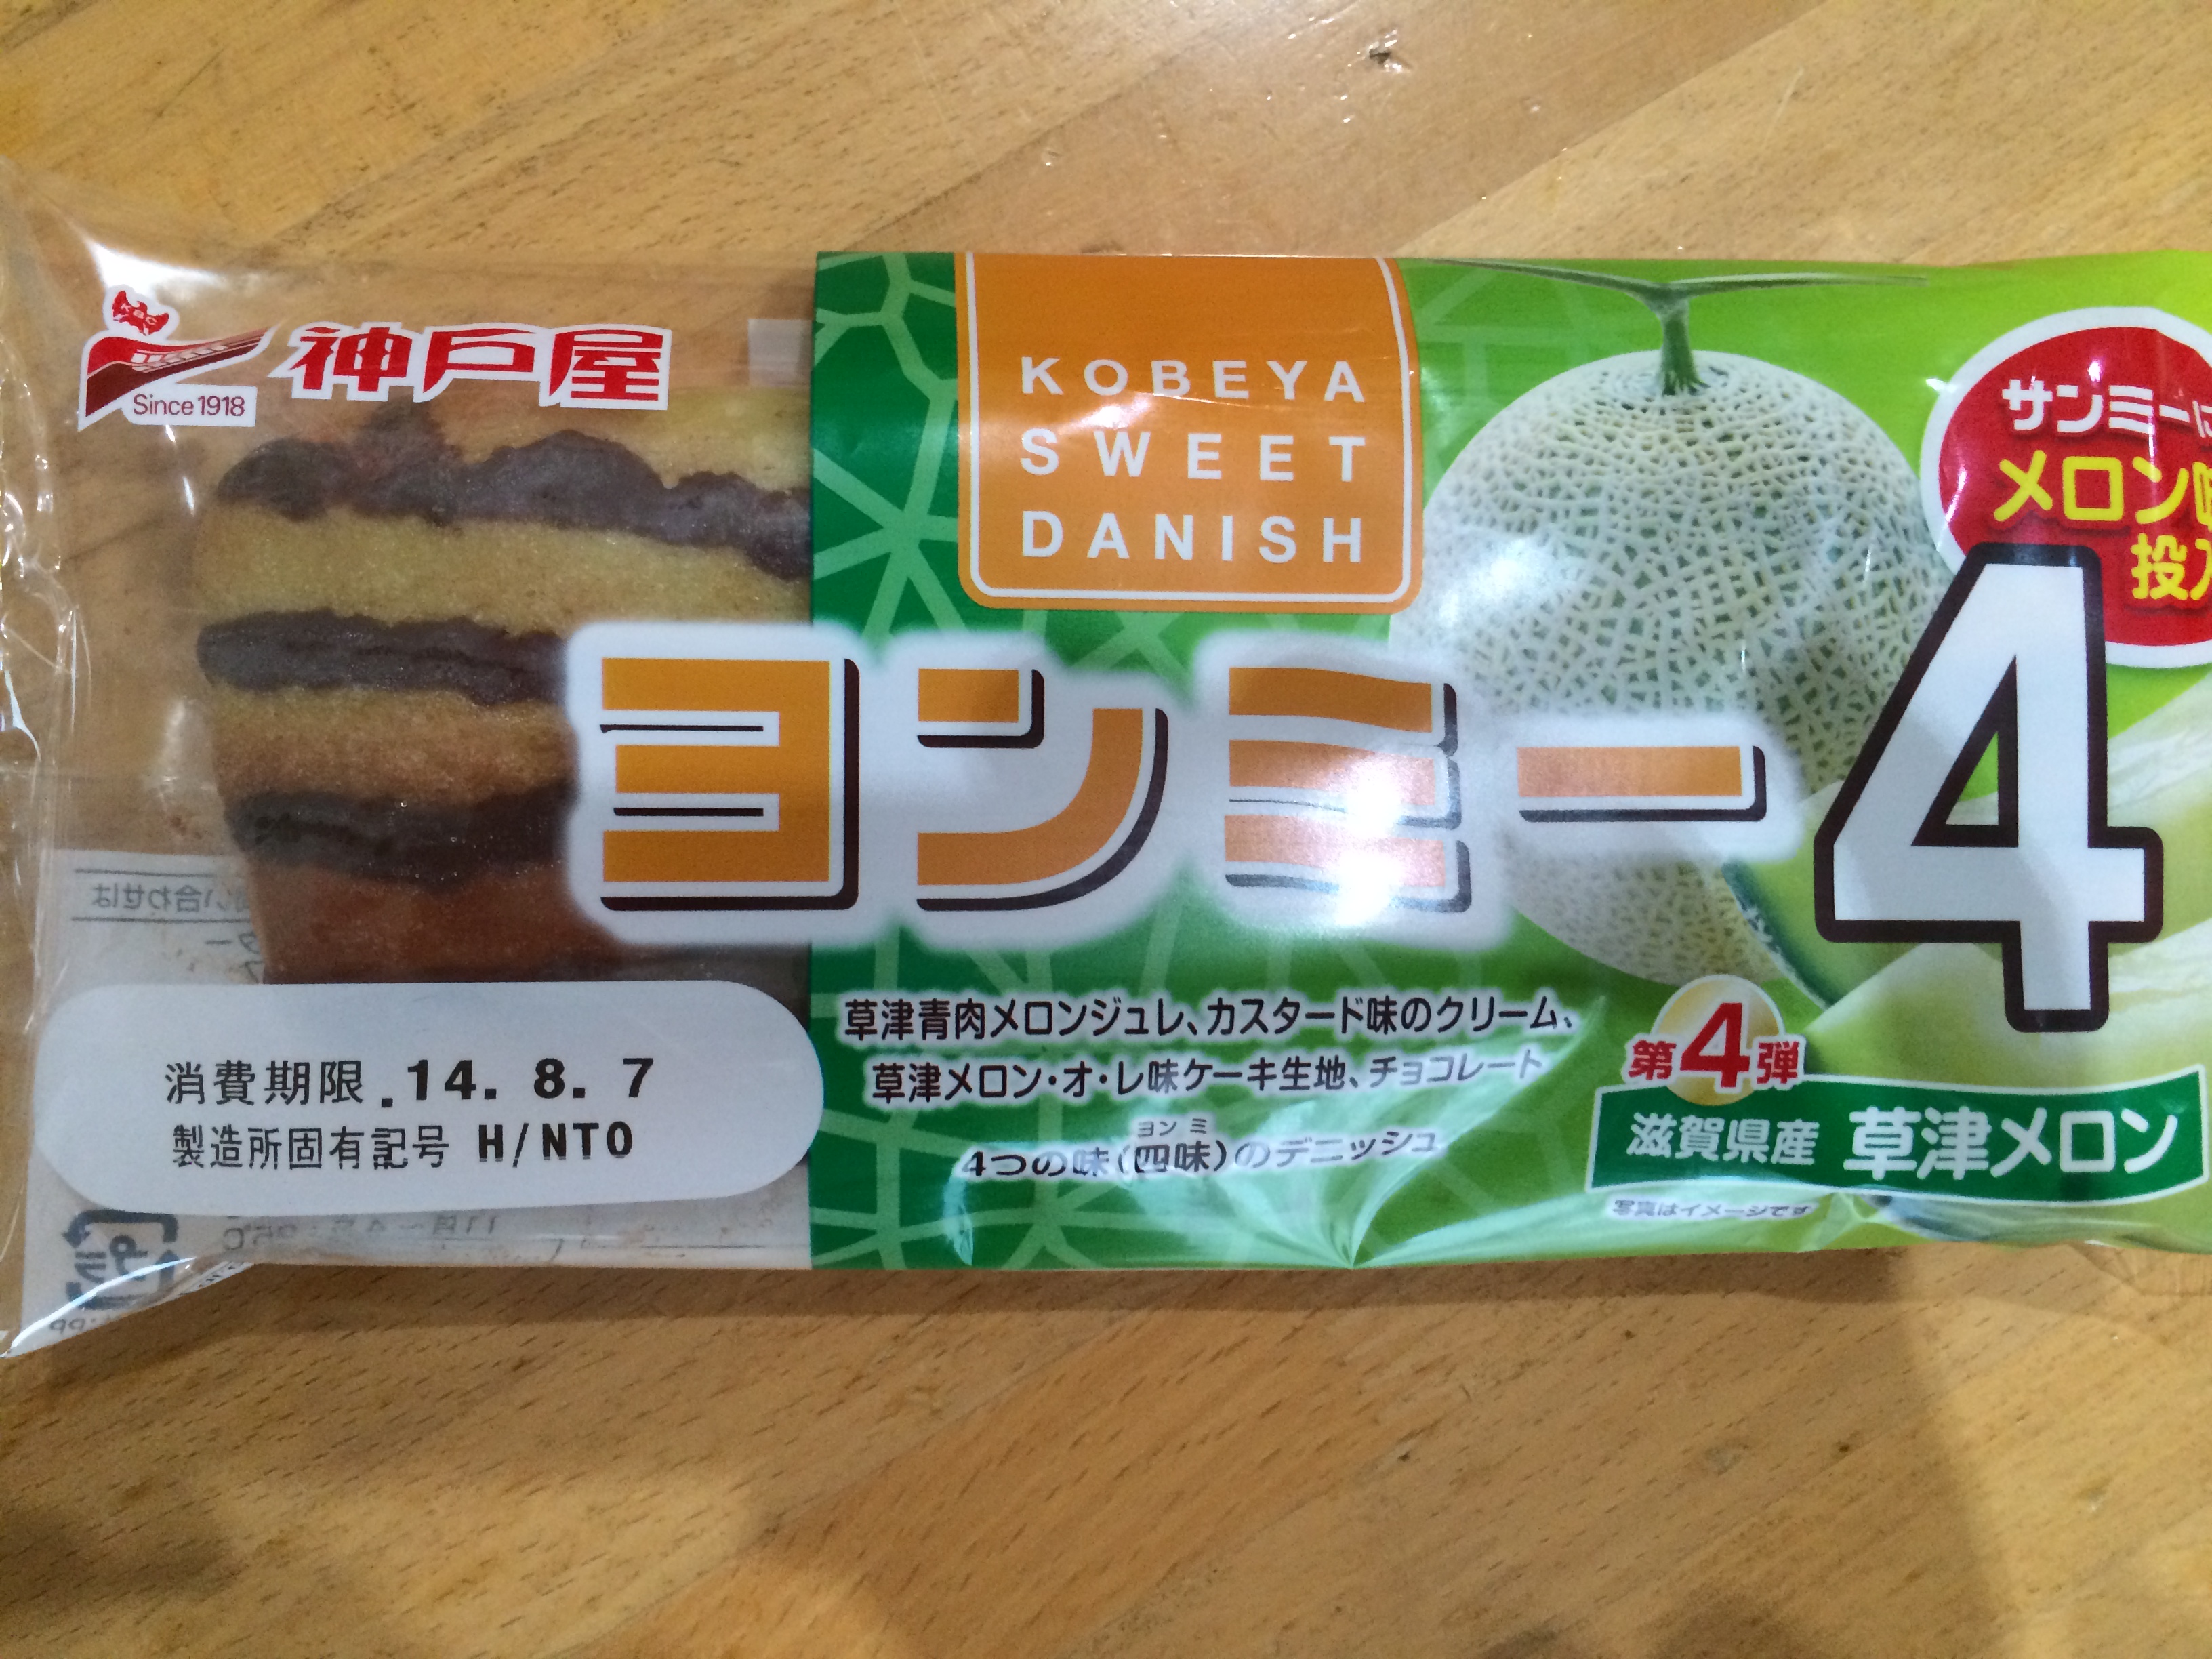 KBC
Since 1918
神戸屋
KOBEYA
SWEET
DANISH
サンミーに
メロン味
投入
ヨンミー4
草津青肉メロンジュレ、カスタード味のクリーム、
草津メロン・オ・レ味ケーキ生地、チョコレート
ヨンミ
4つの味(四味)のデニッシュ
第4弾
滋賀県産 草津メロン
写真はイメージです
消費期限 .14. 8. 7
製造所固有記号 H/NTO